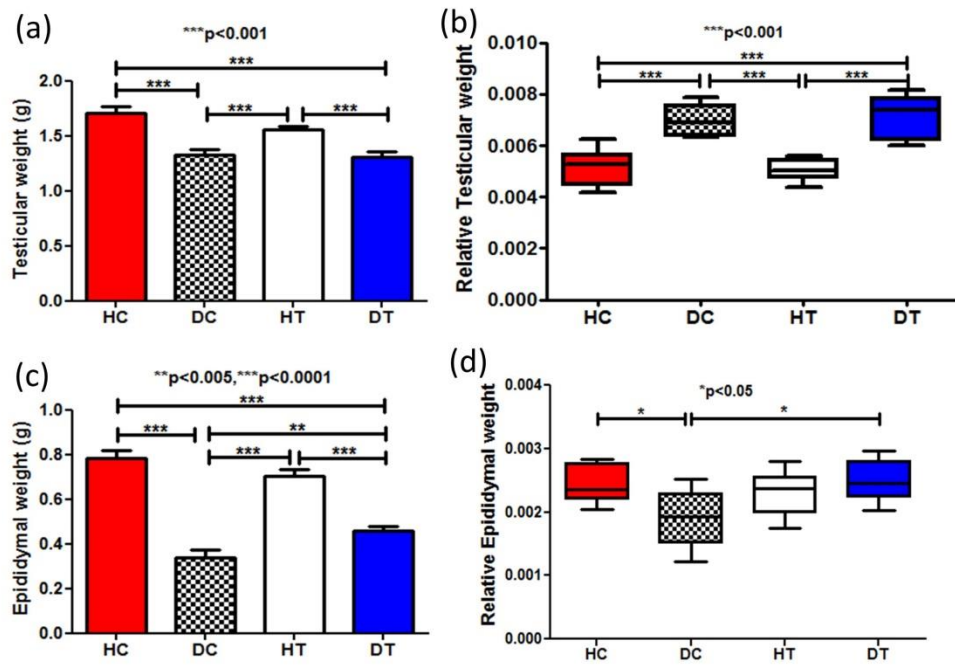 (a)
***p<0.001
***
***
***
***
Testicular weight (g)
2.0
1.5
1.0
0.5
0.0
HC DC HT DT
(b)
***p<0.001
***
***
***
***
Relative Testicular weight
0.010
0.008
0.006
0.004
0.002
0.000
HC DC HT DT
(c)
**p<0.005,***p<0.0001
***
**
***
***
***
Epididymal weight (g)
1.0
0.8
0.6
0.4
0.2
0.0
HC DC HT DT
(d)
*p<0.05
*
*
Relative Epididymal weight
0.004
0.003
0.002
0.001
0.000
HC DC HT DT